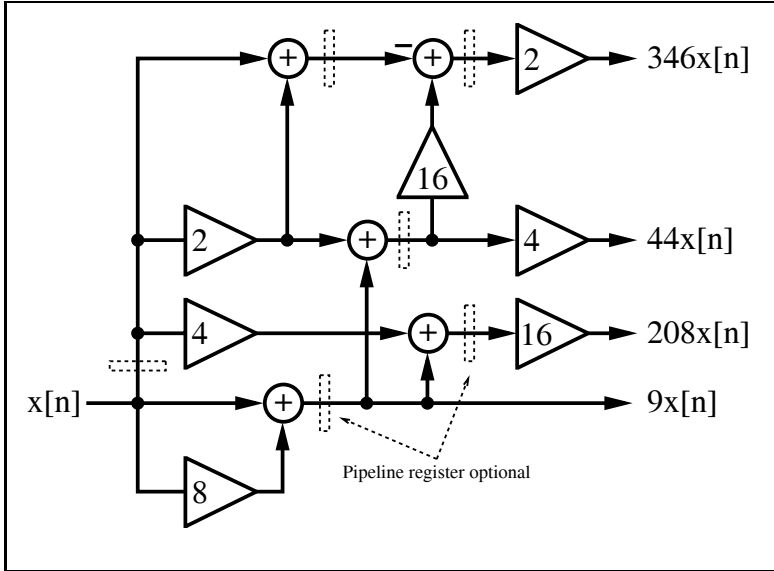 +
−
+
2
346x[n]
16
2
+
4
44x[n]
4
+
16
208x[n]
x[n]
+
9x[n]
Pipeline register optional
8